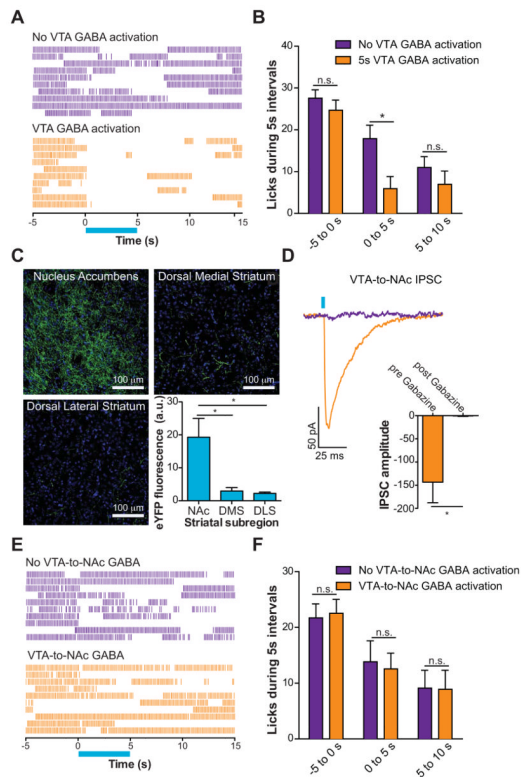 A
No VTA GABA activation
VTA GABA activation
-5 0 5 10 15
Time (s)
B
No VTA GABA activation
5s VTA GABA activation
Licks during 5s intervals
40
30
20
10
0
n.s.
*
n.s.
-5 to 0 s
0 to 5s
5 to 10s
C
Nucleus Accumbens
Dorsal Medial Striatum
100 μm
100 μm
Dorsal Lateral Striatum
100 μm
eYFP fluorescence (a.u.)
30
20
10
0
*
*
NAc DMS DLS
Striatal subregion
D
VTA-to-NAc IPSC
50 pA
25 ms
pre Gabazine
post Gabazine
IPSC amplitude
0
-50
-100
-150
-200
*
E
No VTA-to-NAc GABA
VTA-to-NAc GABA
-5 0 5 10 15
Time (s)
F
No VTA-to-NAc GABA activation
VTA-to-NAc GABA activation
Licks during 5s intervals
30
20
10
0
n.s.
n.s.
n.s.
-5 to 0 s
0 to 5s
5 to 10s